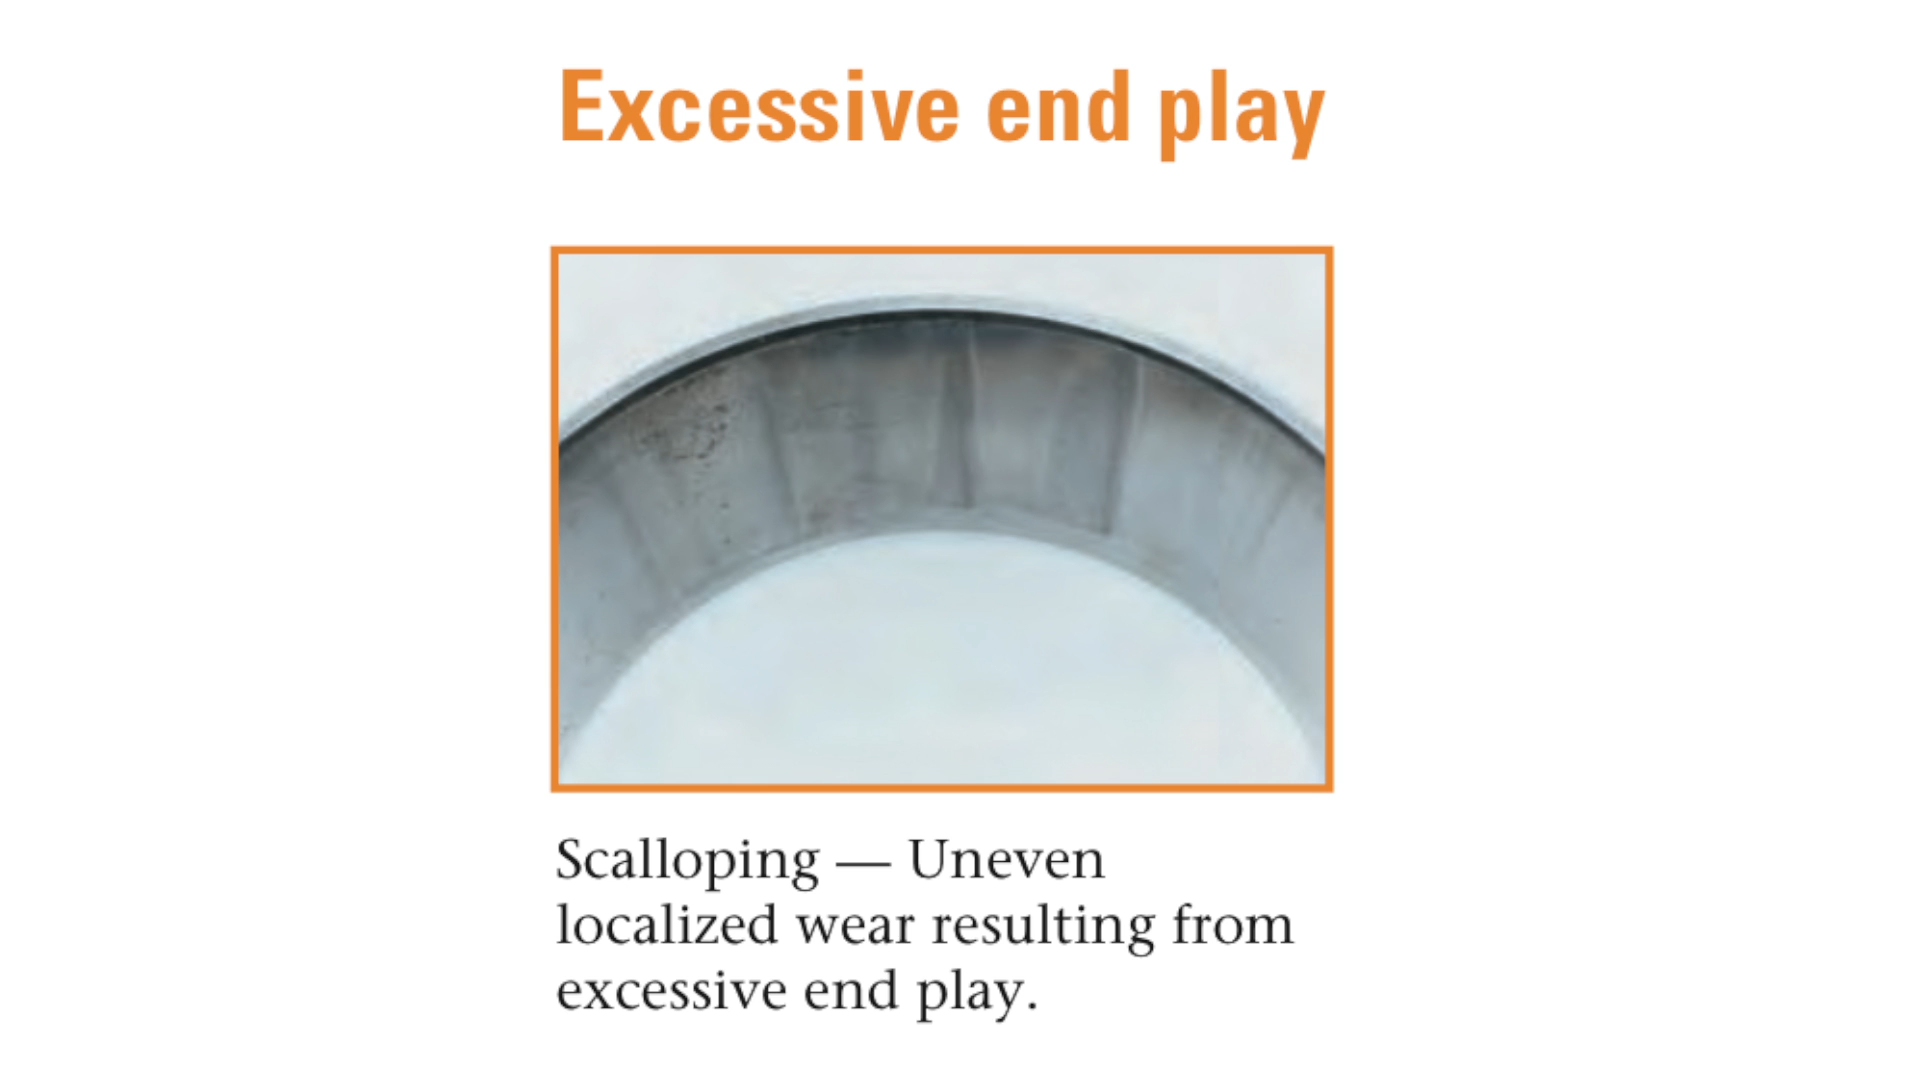 Excessive end play
Scalloping — Uneven
localized wear resulting from
excessive end play.